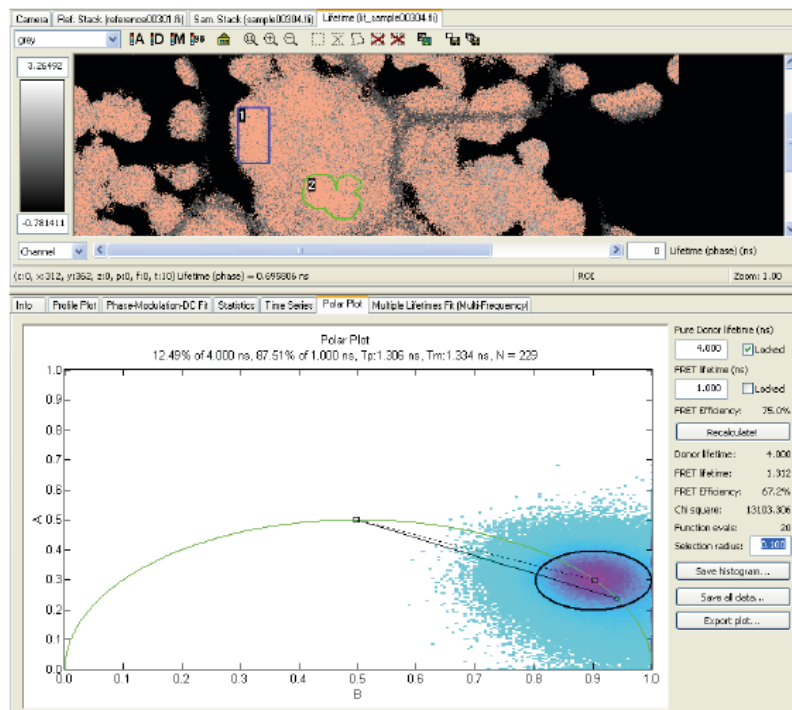 Camera Ref. Stack (reference00301.fli) Sam. Stack (sample00304.fli) Lifetime (lif_sample00304.fli)
grey A D M 98
3.26492
1
2
3
-0.781411
Channel 0 Lifetime (phase) (ns)
(c:0, x:312, y:362, z:0, p:0, f:0, t:10) Lifetime (phase) = 0.695806 ns ROI Zoom: 1.00
Info Profile Plot Phase-Modulation-DC Fit Statistics Time Series Polar Plot Multiple Lifetimes Fit (Multi-Frequency)
Polar Plot
12.49% of 4.000 ns, 87.51% of 1.000 ns, Tp:1.306 ns, Tm:1.334 ns, N = 229
1.0
0.9
0.8
0.7
0.6
0.5
0.4
0.3
0.2
0.1
0.0
A
0.0 0.1 0.2 0.3 0.4 0.5 0.6 0.7 0.8 0.9 1.0
B
Pure Donor lifetime (ns)
4.000 Locked
FRET lifetime (ns)
1.000 Locked
FRET Efficiency: 75.0%
Recalculate!
Donor lifetime: 4.000
FRET lifetime: 1.312
FRET Efficiency: 67.2%
Chi square: 13103.306
Function evals: 20
Selection radius: 0.100
Save histogram...
Save all data...
Export plot...